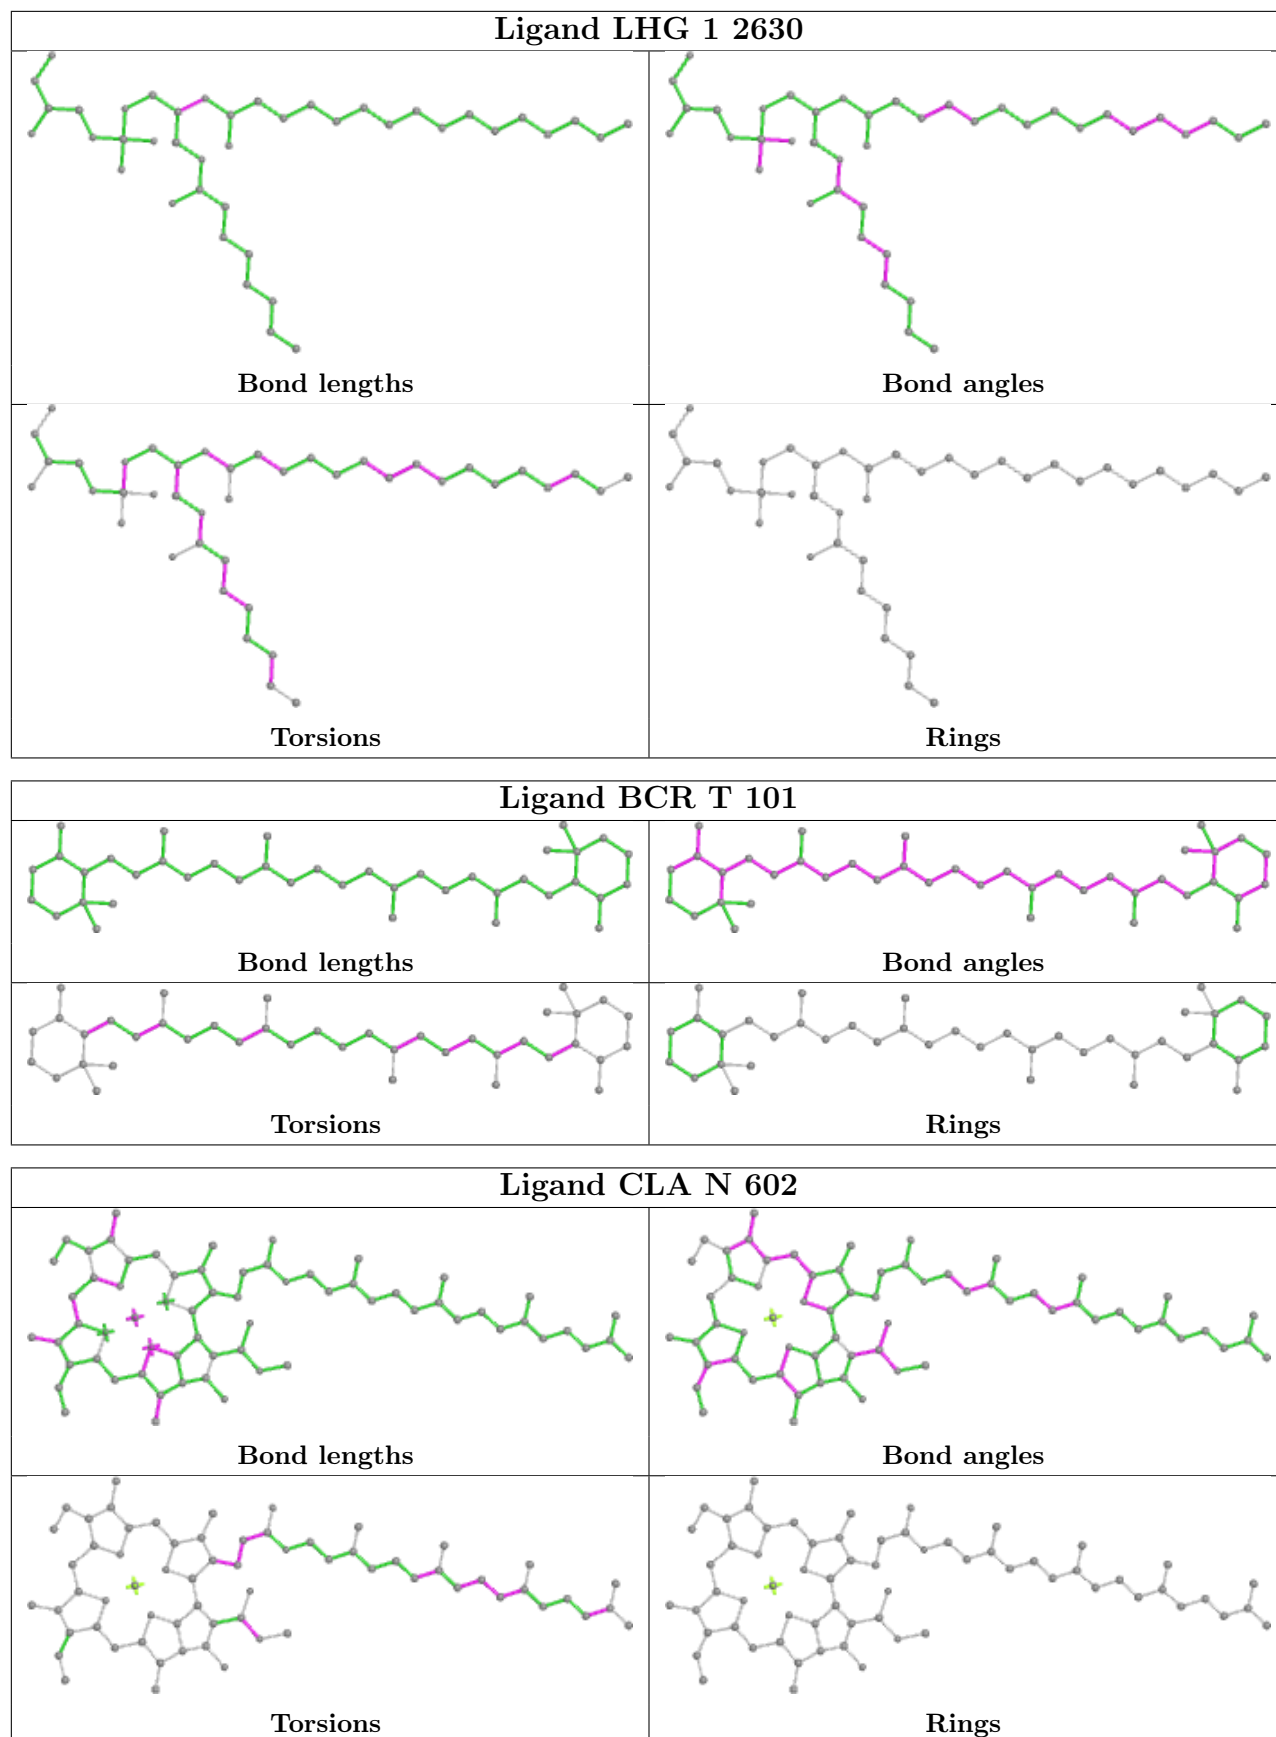 Ligand LHG 1 2630
Bond lengths
Bond angles
Torsions
Rings
Ligand BCR T 101
Bond lengths
Bond angles
Torsions
Rings
Ligand CLA N 602
Bond lengths
Bond angles
Torsions
Rings